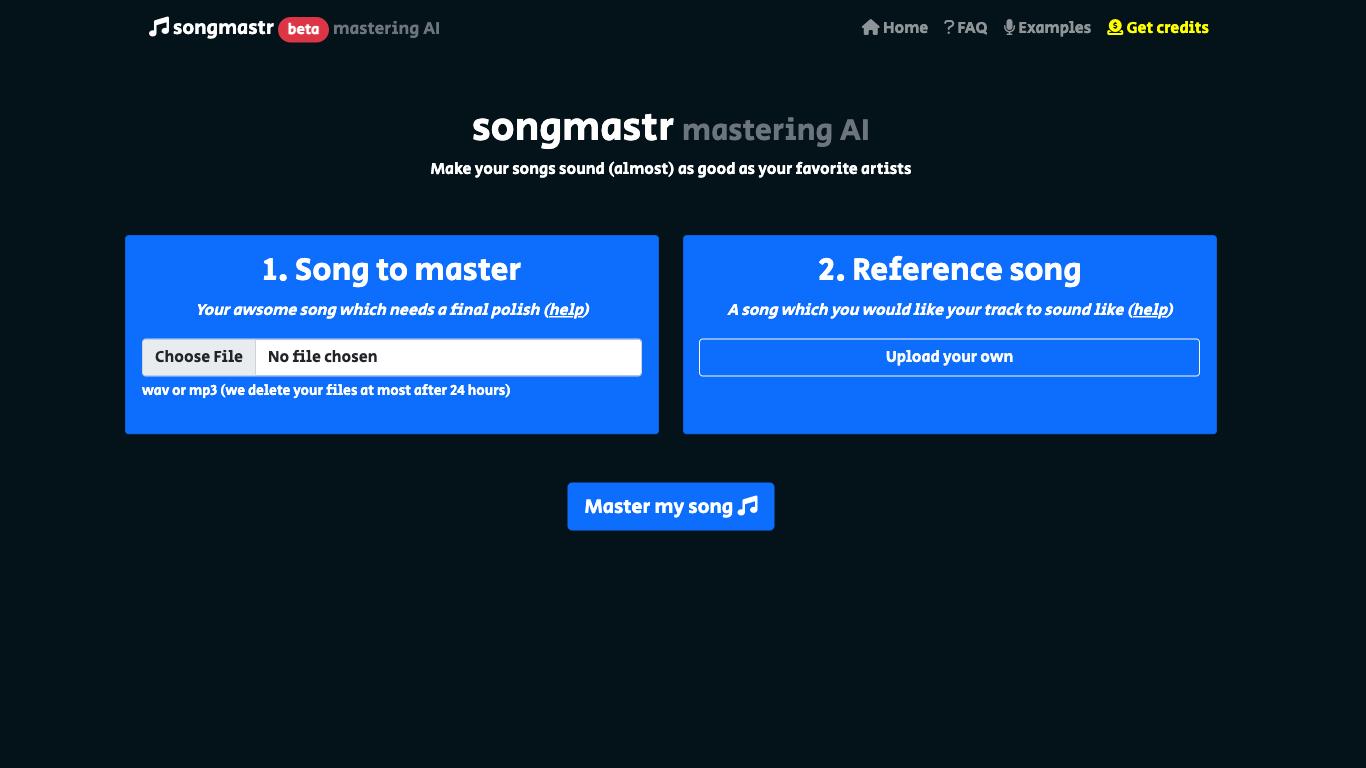 songmastr beta mastering AI
Home ? FAQ Examples Get credits
songmastr mastering AI
Make your songs sound (almost) as good as your favorite artists
1. Song to master
Your awsome song which needs a final polish (help)
Choose File No file chosen
wav or mp3 (we delete your files at most after 24 hours)
2. Reference song
A song which you would like your track to sound like (help)
Upload your own
Master my song